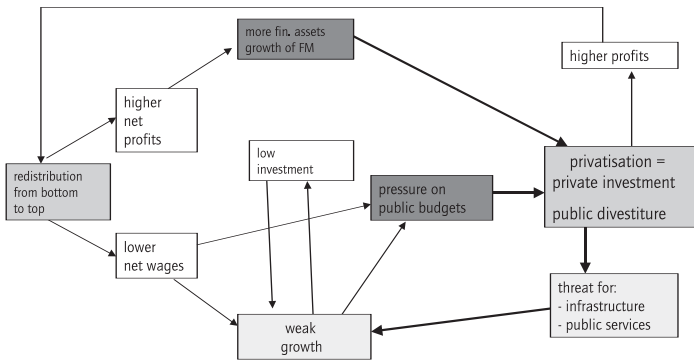 more fin. assets
growth of FM
higher profits
higher
net
profits
low
investment
privatisation =
private investment
public divestiture
redistribution
from bottom
to top
pressure on
public budgets
lower
net wages
threat for:
- infrastructure
- public services
weak
growth